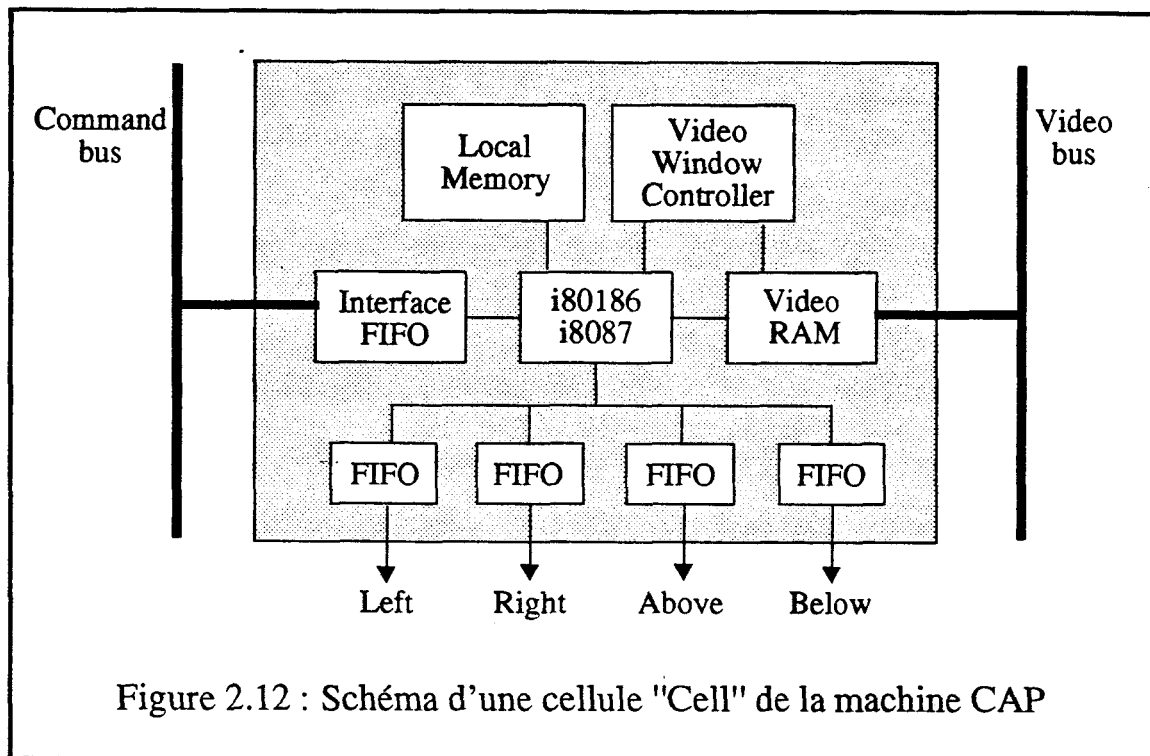 Command
bus
Video
bus
Local
Memory
Video
Window
Controller
Interface
FIFO
i80186
i8087
Video
RAM
FIFO
FIFO
FIFO
FIFO
Left
Right
Above
Below
Figure 2.12 : Schéma d'une cellule "Cell" de la machine CAP